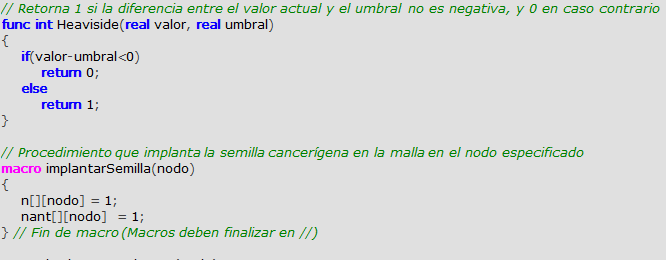 // Retorna 1 si la diferencia entre el valor actual y el umbral no es negativa, y 0 en caso contrario
func int Heaviside(real valor, real umbral)
{
if(valor-umbral<0)
return 0;
else
return 1;
}
// Procedimiento que implanta la semilla cancerígena en la malla en el nodo especificado
macro implantarSemilla(nodo)
{
n[][nodo] = 1;
nant[][nodo] = 1;
} // Fin de macro (Macros deben finalizar en //)